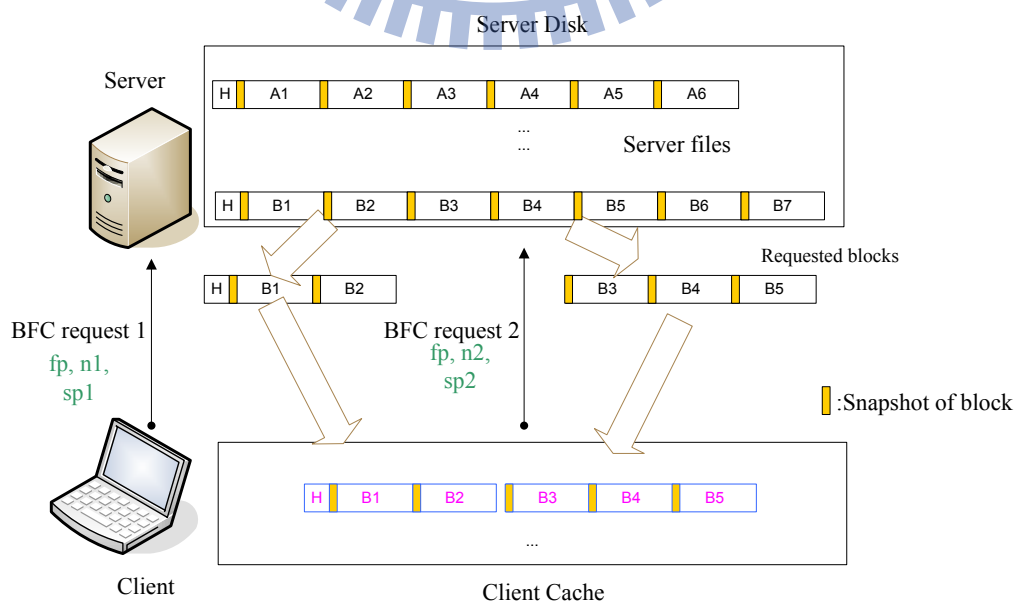 Server Disk
Server
H A1 A2 A3 A4 A5 A6
...
...
Server files
H B1 B2 B3 B4 B5 B6 B7
Requested blocks
H B1 B2
B3 B4 B5
BFC request 1
fp, n1,
sp1
BFC request 2
fp, n2,
sp2
:Snapshot of block
H B1 B2 B3 B4 B5
...
Client
Client Cache